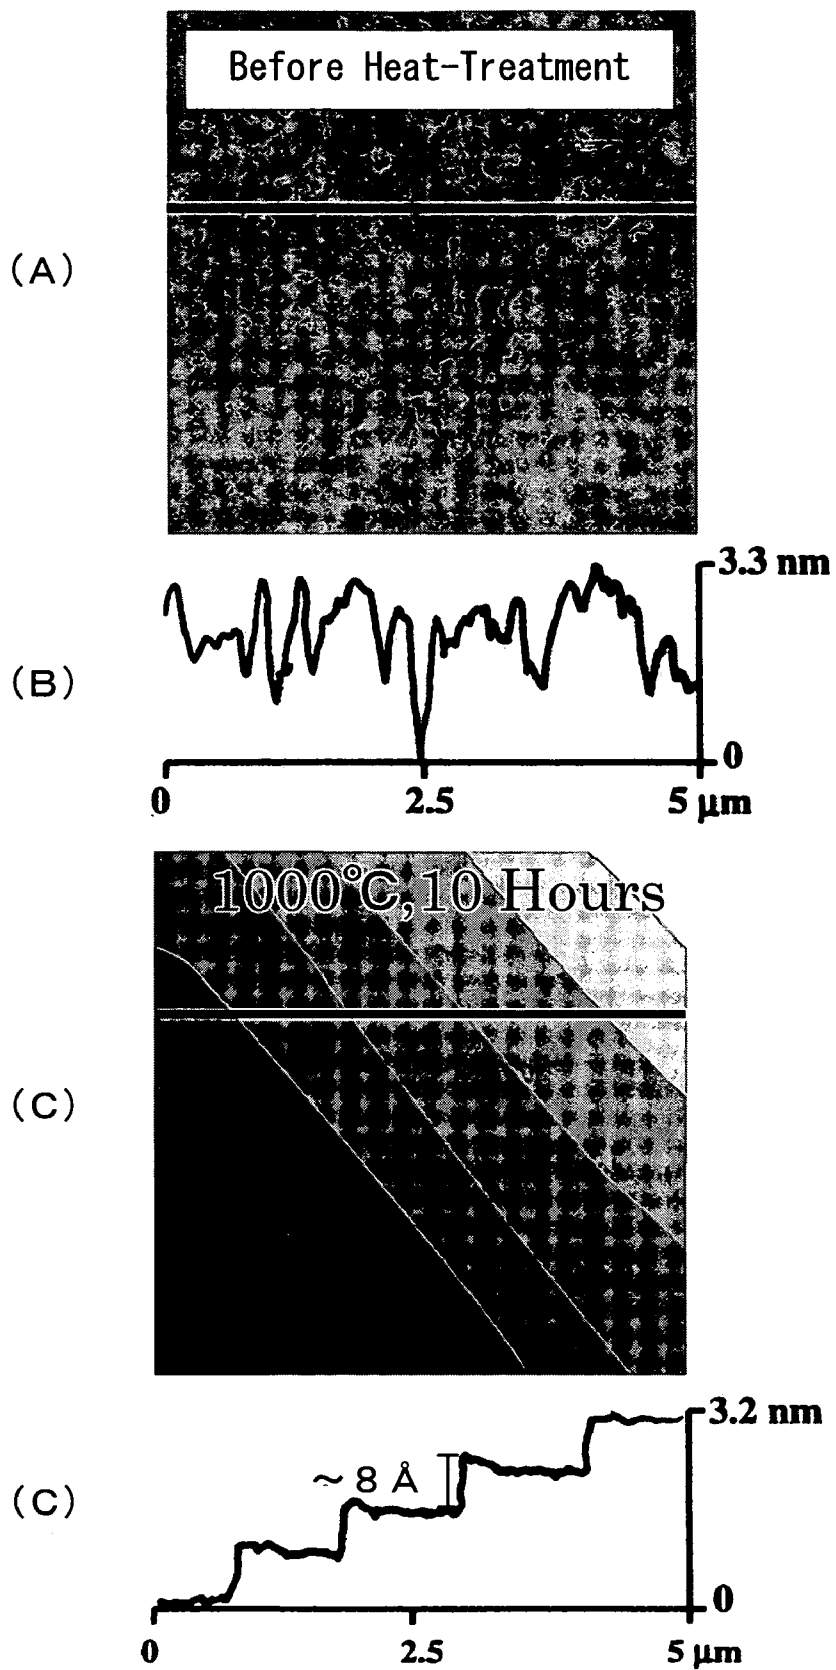 Before Heat-Treatment
(A)
3.3 nm
(B)
0
0 2.5 5 μm
1000℃,10 Hours
(C)
3.2 nm
~ 8 Å
(C)
0
0 2.5 5 μm